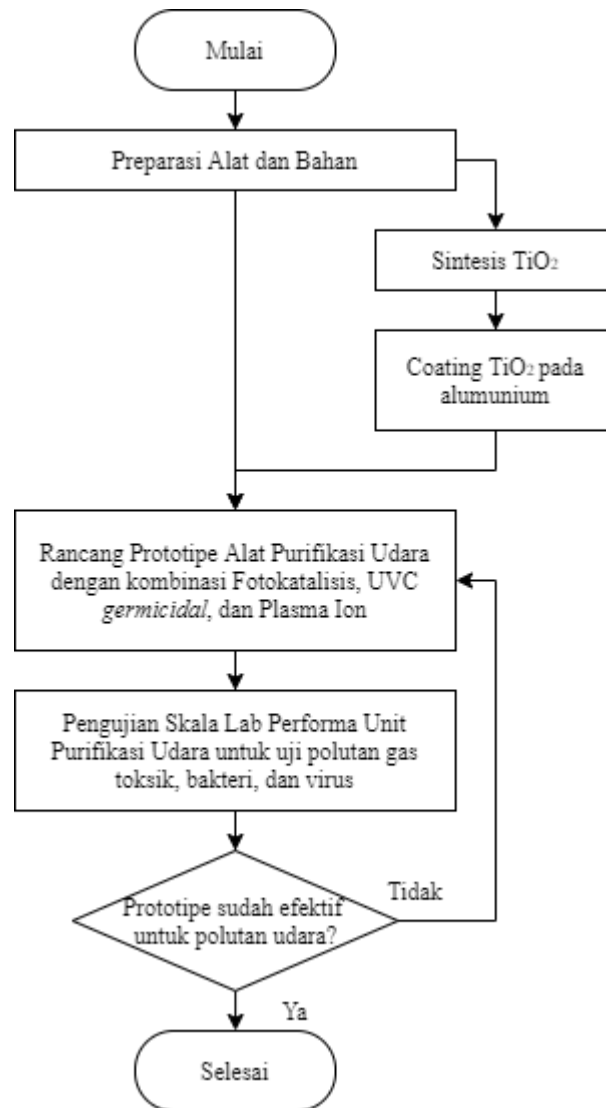 Mulai
Preparasi Alat dan Bahan
Sintesis TiO₂
Coating TiO₂ pada
alumunium
Rancang Prototipe Alat Purifikasi Udara
dengan kombinasi Fotokatalisis, UVC
germicidal, dan Plasma Ion
Pengujian Skala Lab Performa Unit
Purifikasi Udara untuk uji polutan gas
toksik, bakteri, dan virus
Prototipe sudah efektif
untuk polutan udara?
Tidak
Ya
Selesai